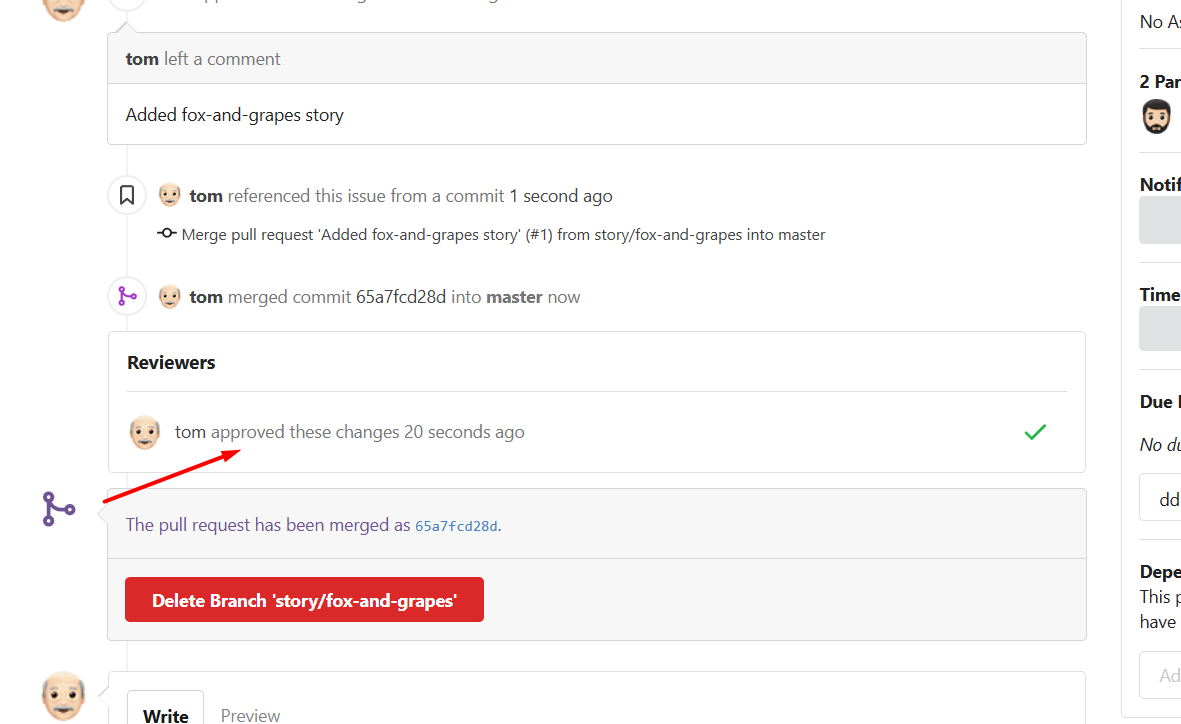 No As
tom left a comment
Added fox-and-grapes story
2 Par
tom referenced this issue from a commit 1 second ago
Merge pull request 'Added fox-and-grapes story' (#1) from story/fox-and-grapes into master
Notif
tom merged commit 65a7fcd28d into master now
Time
Reviewers
tom approved these changes 20 seconds ago
Due
No du
dd
The pull request has been merged as 65a7fcd28d.
Delete Branch 'story/fox-and-grapes'
Depe
This p
have
Ad
Write Preview